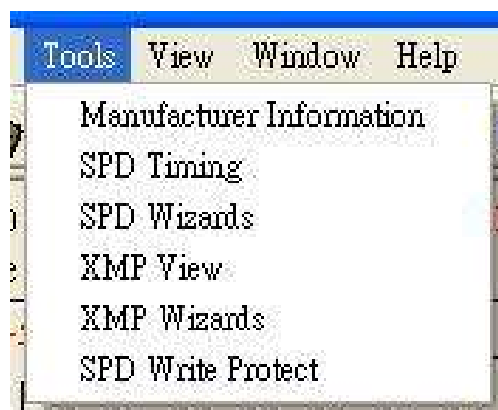 Tools View Window Help
Manufacturer Information
SPD Timing
SPD Wizards
XMP View
XMP Wizards
SPD Write Protect